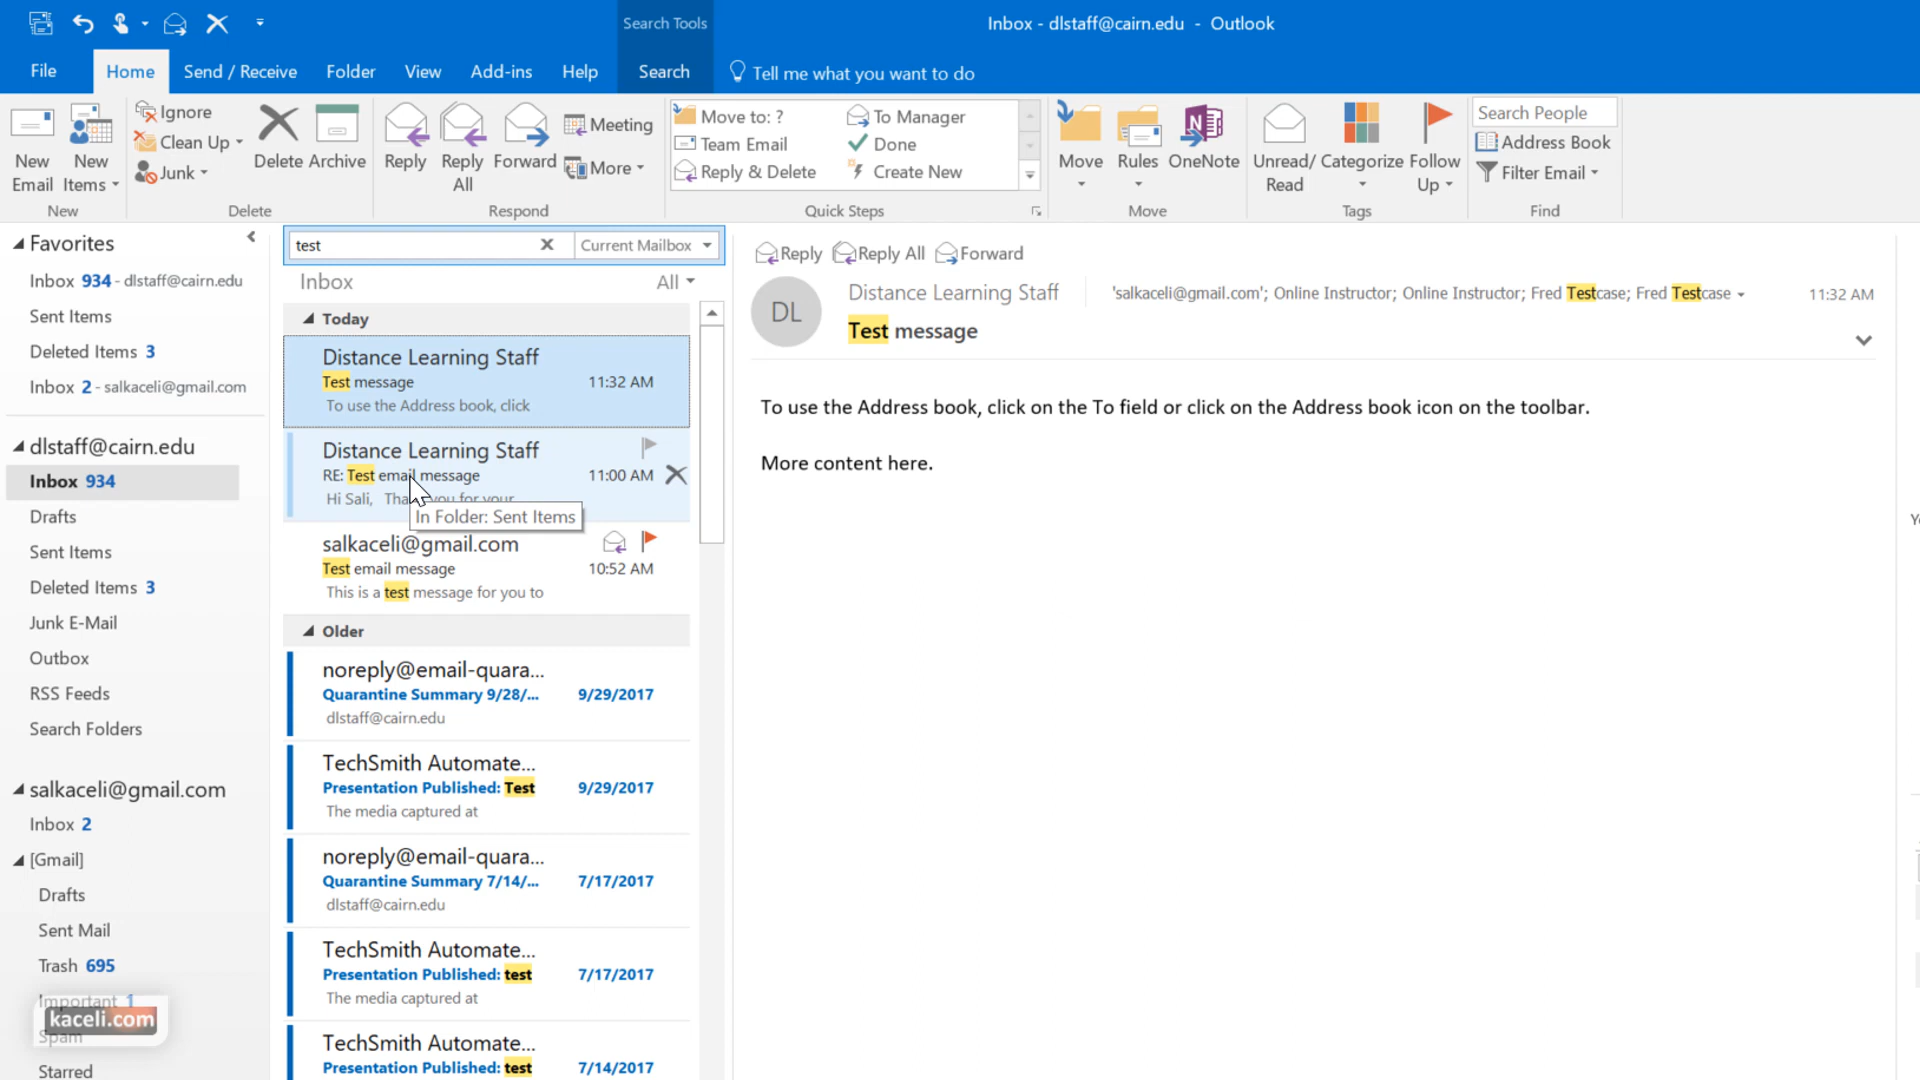 Search Tools
Inbox - dlstaff@cairn.edu - Outlook
File Home Send / Receive Folder View Add-ins Help Search Tell me what you want to do
New Email
New Items
New
Ignore
Clean Up
Junk
Delete
Archive
Delete
Reply
Reply All
Forward
Meeting
More
Respond
Move to: ?
Team Email
Reply & Delete
To Manager
Done
Create New
Quick Steps
Move
Rules
OneNote
Move
Unread/ Read
Categorize
Follow Up
Tags
Search People
Address Book
Filter Email
Find
Favorites
Inbox 934 - dlstaff@cairn.edu
Sent Items
Deleted Items 3
Inbox 2 - salkaceli@gmail.com
dlstaff@cairn.edu
Inbox 934
Drafts
Sent Items
Deleted Items 3
Junk E-Mail
Outbox
RSS Feeds
Search Folders
salkaceli@gmail.com
Inbox 2
[Gmail]
Drafts
Sent Mail
Trash 695
Important 1
kaceli.com
Spam
Starred
test
Current Mailbox
Inbox
All
Today
Distance Learning Staff
Test message 11:32 AM
To use the Address book, click
Distance Learning Staff
RE: Test email message 11:00 AM
Hi Sali, Thank you for your
In Folder: Sent Items
salkaceli@gmail.com
Test email message 10:52 AM
This is a test message for you to
Older
noreply@email-quara...
Quarantine Summary 9/28/... 9/29/2017
dlstaff@cairn.edu
TechSmith Automate...
Presentation Published: Test 9/29/2017
The media captured at
noreply@email-quara...
Quarantine Summary 7/14/... 7/17/2017
dlstaff@cairn.edu
TechSmith Automate...
Presentation Published: test 7/17/2017
The media captured at
TechSmith Automate...
Presentation Published: test 7/14/2017
Reply Reply All Forward
DL
Distance Learning Staff
'salkaceli@gmail.com'; Online Instructor; Online Instructor; Fred Testcase; Fred Testcase
11:32 AM
Test message
To use the Address book, click on the To field or click on the Address book icon on the toolbar.
More content here.